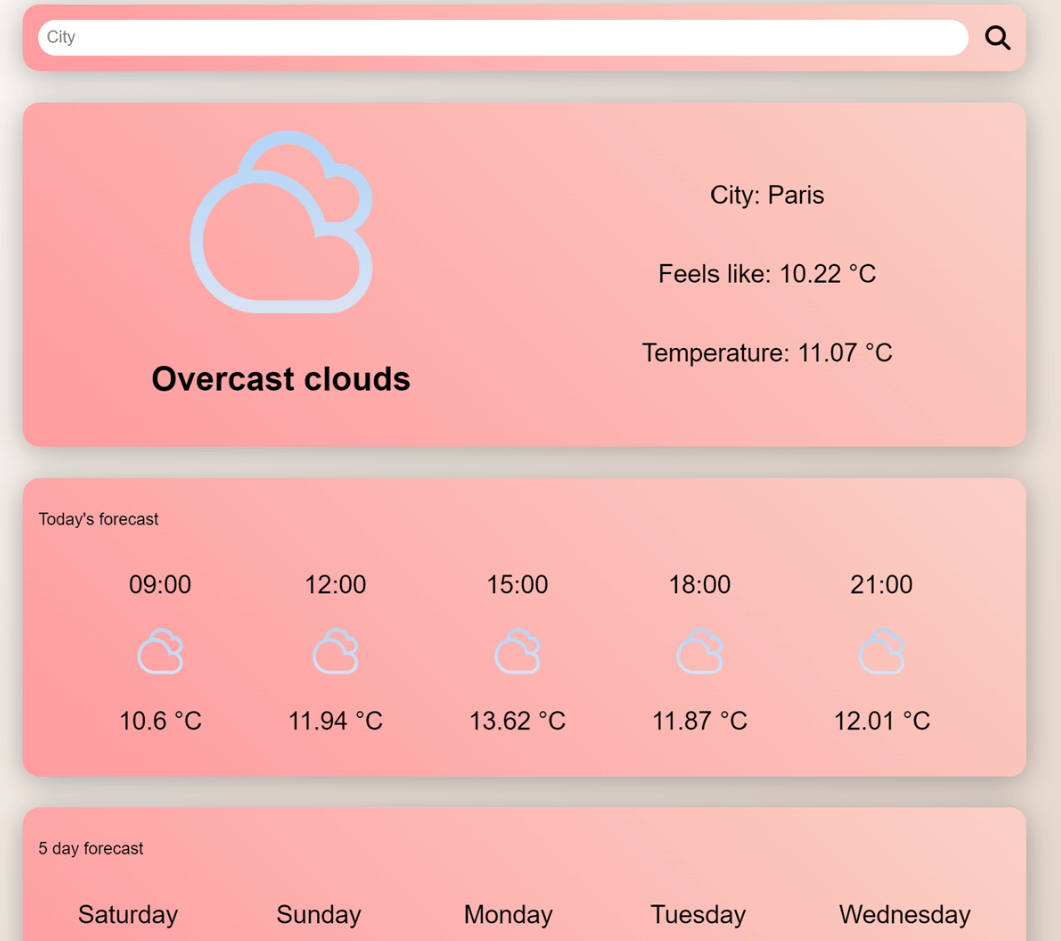 City
City: Paris
Feels like: 10.22 °C
Temperature: 11.07 °C
Overcast clouds
Today's forecast
09:00 12:00 15:00 18:00 21:00
10.6 °C 11.94 °C 13.62 °C 11.87 °C 12.01 °C
5 day forecast
Saturday Sunday Monday Tuesday Wednesday